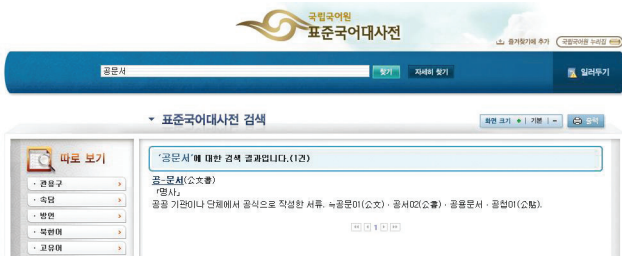 국립국어원
표준국어대사전
즐겨찾기에 추가
국립국어원 누리집
공문서
찾기
자세히 찾기
일러두기
표준국어대사전 검색
화면 크기 + | 기본 | -
출력
따로 보기
'공문서'에 대한 검색 결과입니다.(1건)
· 관용구
공-문서(公文書)
「명사」
· 속담
공공 기관이나 단체에서 공식으로 작성한 서류. ≒공문01(公文)·공서02(公書)·공용문서·공첩01(公貼).
· 방언
1
· 북한어
· 고유어